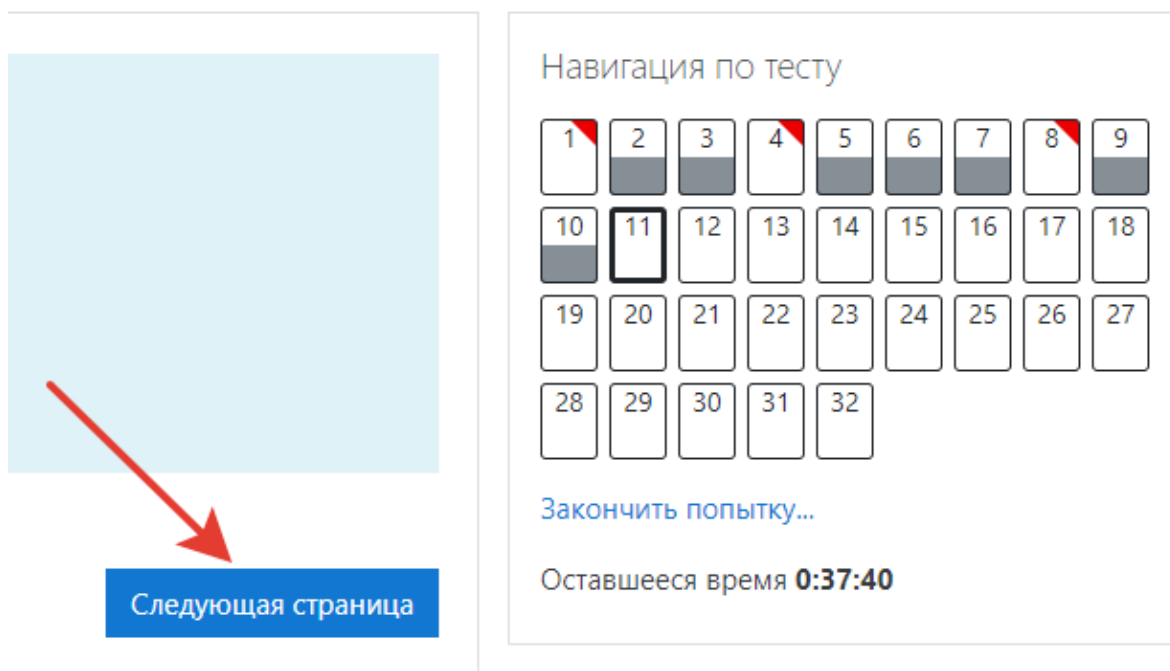 Навигация по тесту
1 2 3 4 5 6 7 8 9
10 11 12 13 14 15 16 17 18
19 20 21 22 23 24 25 26 27
28 29 30 31 32
Закончить попытку...
Оставшееся время 0:37:40
Следующая страница